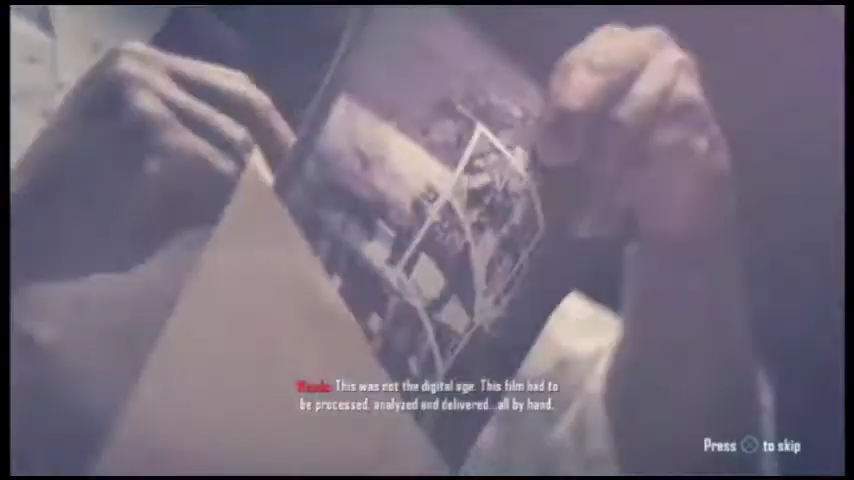 Woods: This was not the digital age. This film had to
be processed, analyzed and delivered...all by hand.
Press to skip